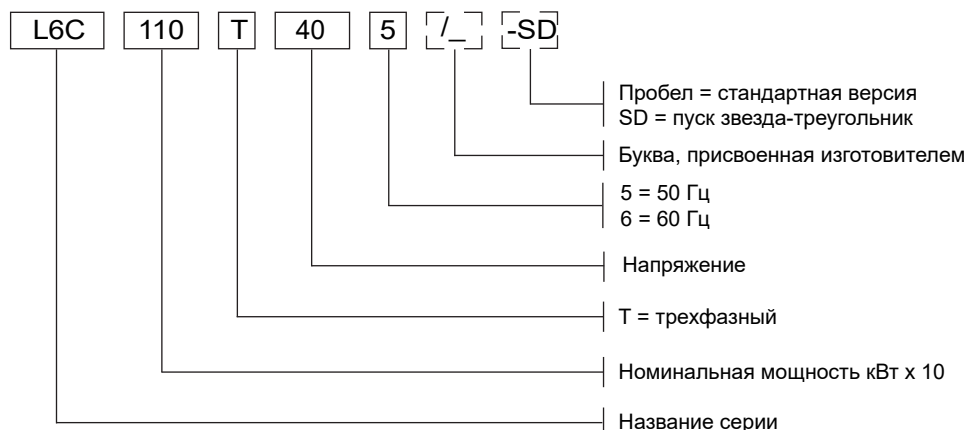 L6C 110 T 40 5 /_ -SD
Пробел = стандартная версия
SD = пуск звезда-треугольник
Буква, присвоенная изготовителем
5 = 50 Гц
6 = 60 Гц
Напряжение
T = трехфазный
Номинальная мощность кВт x 10
Название серии